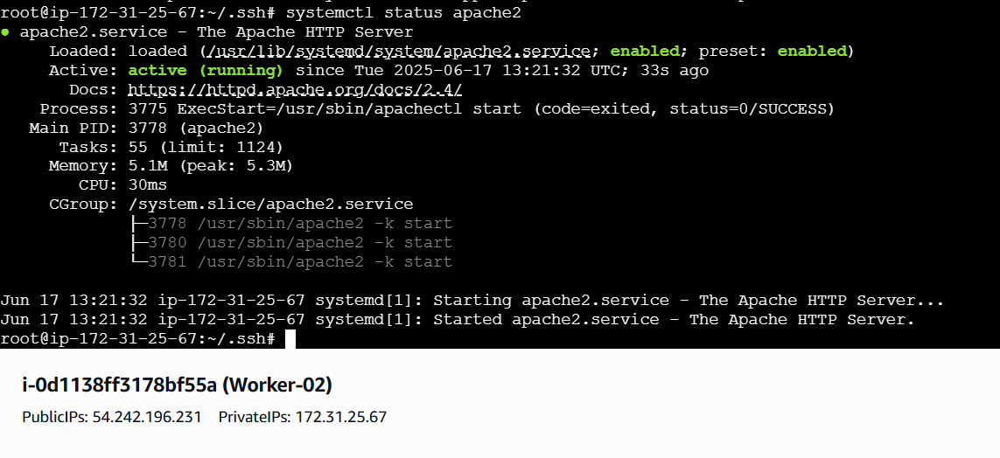 root@ip-172-31-25-67:~/.ssh# systemctl status apache2
● apache2.service - The Apache HTTP Server
     Loaded: loaded (/usr/lib/systemd/system/apache2.service; enabled; preset: enabled)
     Active: active (running) since Tue 2025-06-17 13:21:32 UTC; 33s ago
       Docs: https://httpd.apache.org/docs/2.4/
    Process: 3775 ExecStart=/usr/sbin/apachectl start (code=exited, status=0/SUCCESS)
   Main PID: 3778 (apache2)
      Tasks: 55 (limit: 1124)
     Memory: 5.1M (peak: 5.3M)
        CPU: 30ms
     CGroup: /system.slice/apache2.service
             ├─3778 /usr/sbin/apache2 -k start
             ├─3780 /usr/sbin/apache2 -k start
             └─3781 /usr/sbin/apache2 -k start
Jun 17 13:21:32 ip-172-31-25-67 systemd[1]: Starting apache2.service - The Apache HTTP Server...
Jun 17 13:21:32 ip-172-31-25-67 systemd[1]: Started apache2.service - The Apache HTTP Server.
root@ip-172-31-25-67:~/.ssh#
i-0d1138ff3178bf55a (Worker-02)
PublicIPs: 54.242.196.231 PrivateIPs: 172.31.25.67